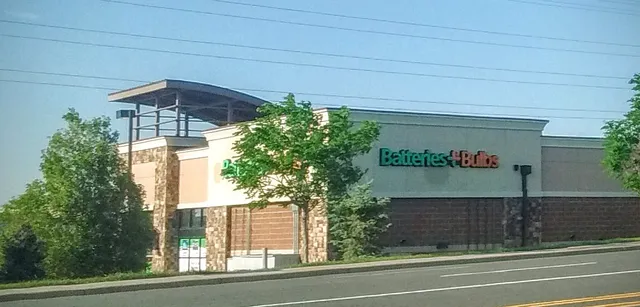 Batteries + Bulbs